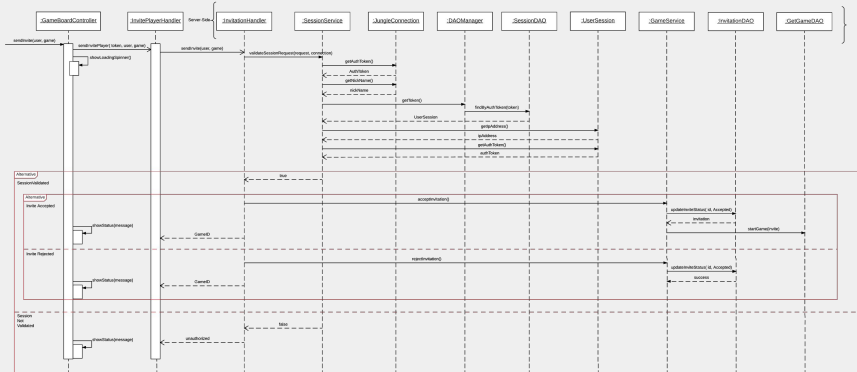 :GameBoardController
:InvitePlayerHandler
Server-Side
:InvitationHandler
:SessionService
:JungleConnection
:DAOManager
:SessionDAO
:UserSession
:GameService
:InvitationDAO
:GetGameDAO
sendInvite(user, game)
sendInvitePlayer( token, user, game)
sendInvite(user, game)
showLoadingSpinner()
validateSessionRequest(request, connection)
getAuthToken()
AuthToken
getNickName()
nickName
getToken()
findByAuthToken(token)
UserSession
getIpAddress()
ipAddress
getAuthToken()
authToken
Alternative
SessionValidated
true
Alternative
Invite Accepted
acceptInvitation()
updateInviteStatus( id, Accepted)
invitation
showStatus(message)
GameID
startGame(invite)
Invite Rejected
rejectInvitation()
updateInviteStatus( id, Accepted)
showStatus(message)
GameID
success
Session
Not
Validated
false
showStatus(message)
unauthorized